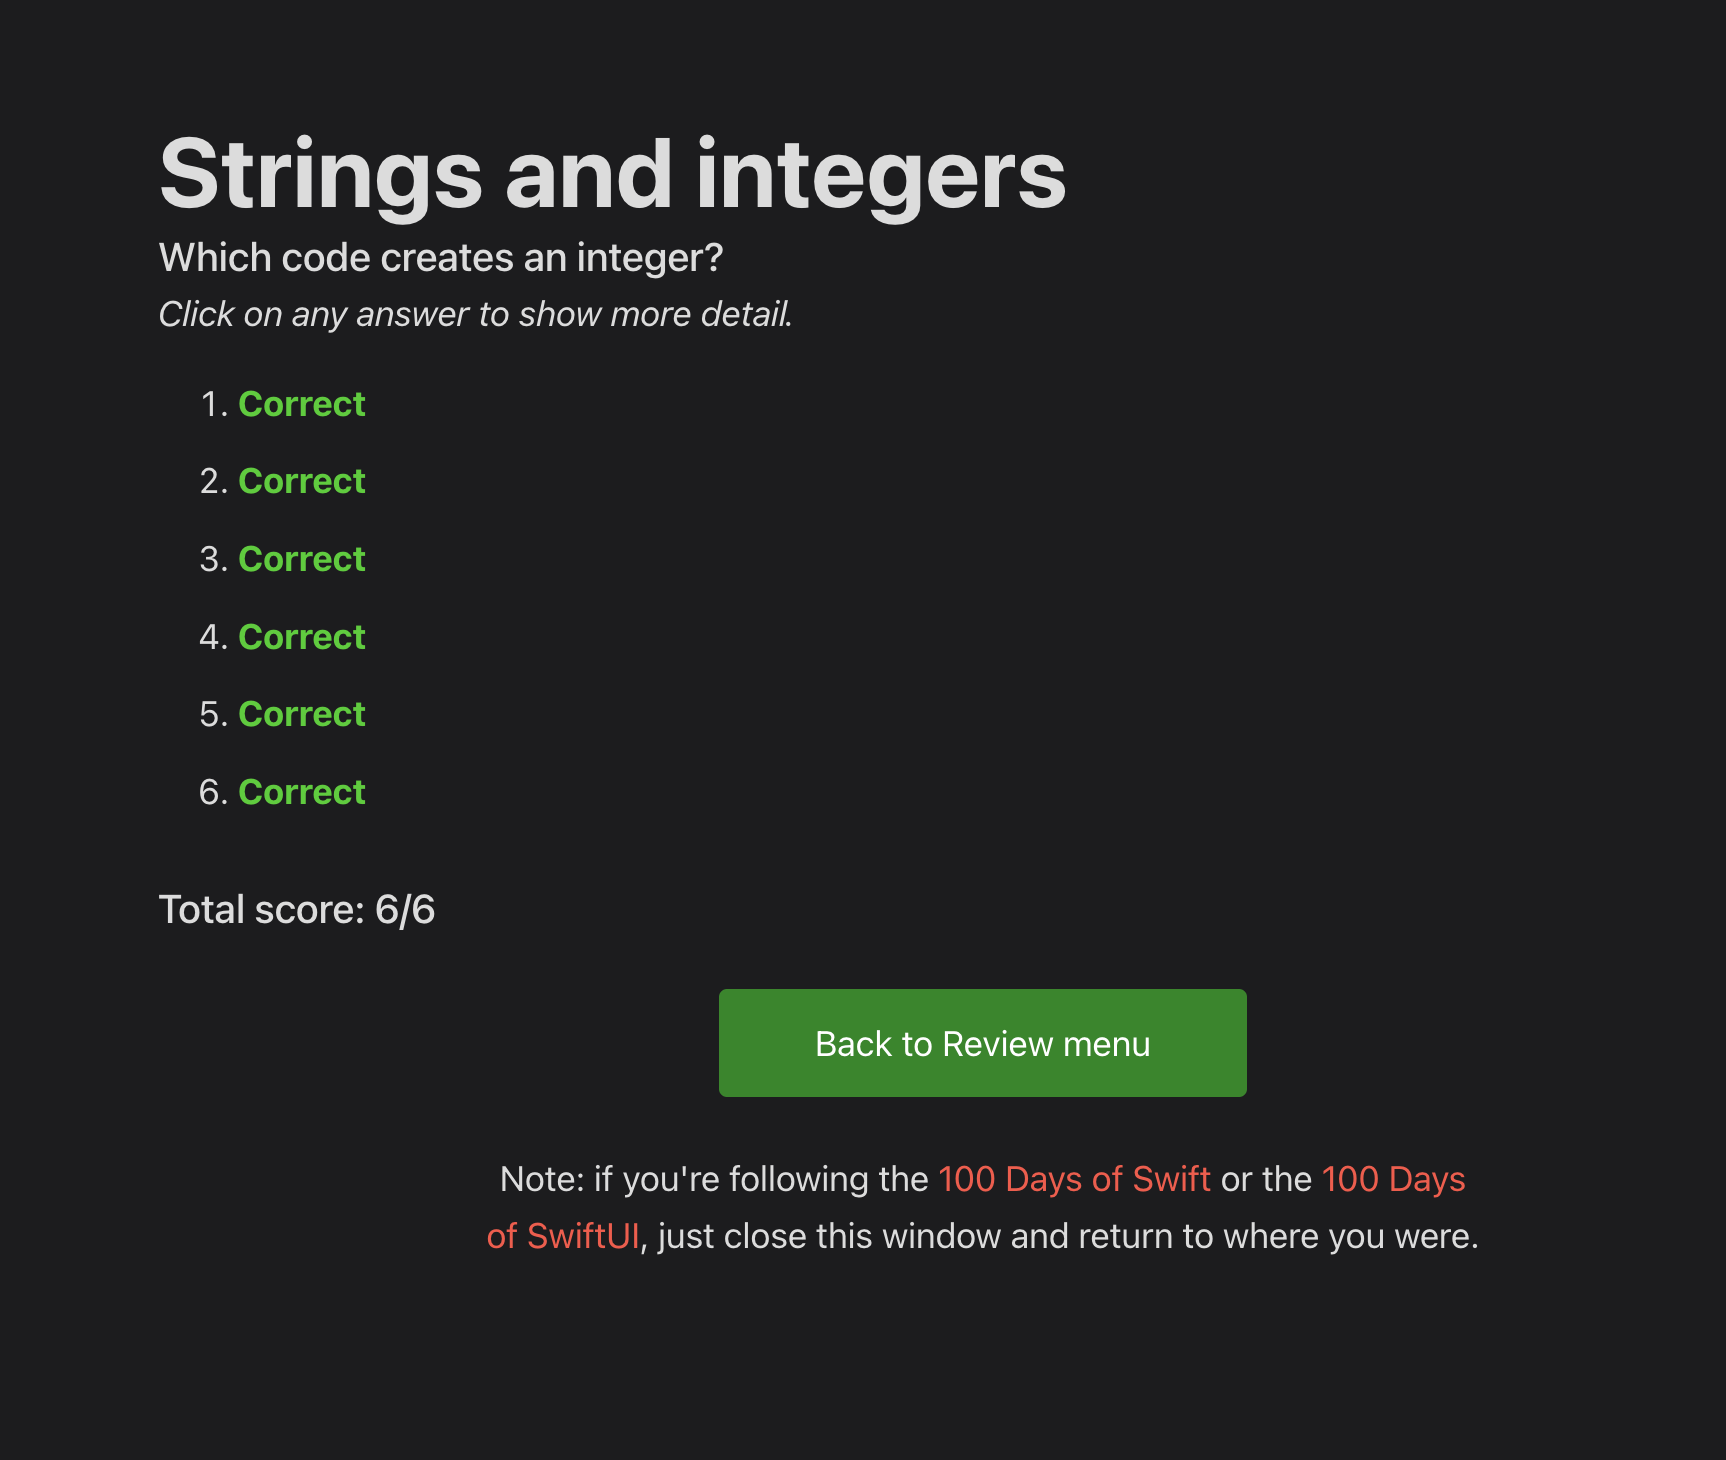 Strings and integers
Which code creates an integer?
Click on any answer to show more detail.
1. Correct
2. Correct
3. Correct
4. Correct
5. Correct
6. Correct
Total score: 6/6
Back to Review menu
Note: if you're following the 100 Days of Swift or the 100 Days
of SwiftUI, just close this window and return to where you were.